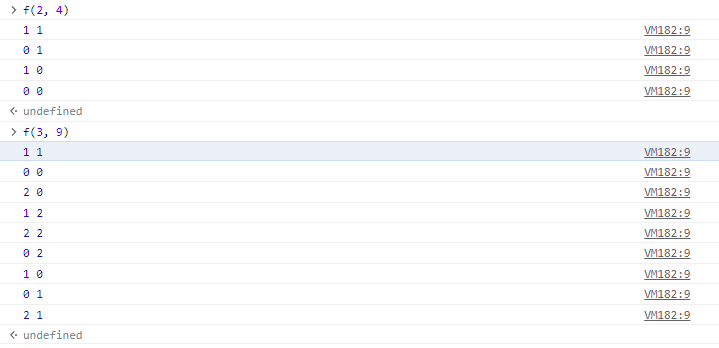 f(2, 4)
1 1 VM182:9
0 1 VM182:9
1 0 VM182:9
0 0 VM182:9
undefined
f(3, 9)
1 1 VM182:9
0 0 VM182:9
2 0 VM182:9
1 2 VM182:9
2 2 VM182:9
0 2 VM182:9
1 0 VM182:9
0 1 VM182:9
2 1 VM182:9
undefined